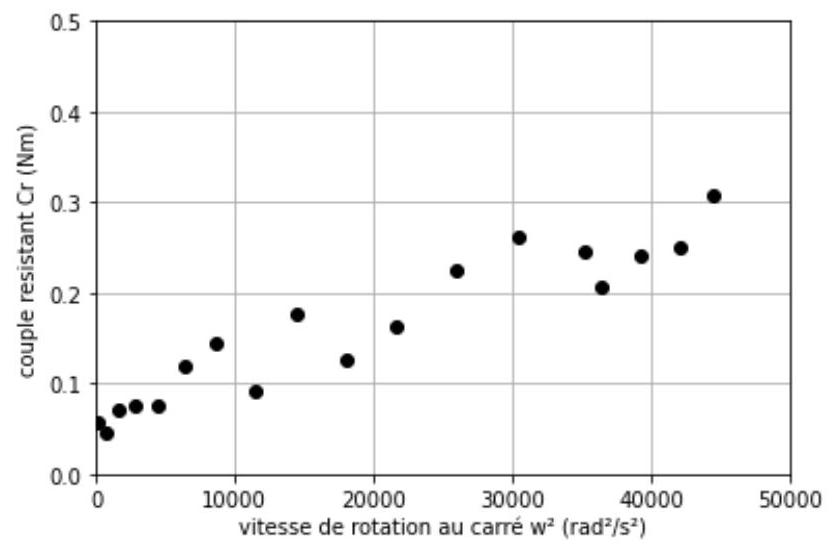 0.5
0.4
0.3
0.2
0.1
0.0
couple resistant Cr (Nm)
0 10000 20000 30000 40000 50000
vitesse de rotation au carré w² (rad²/s²)